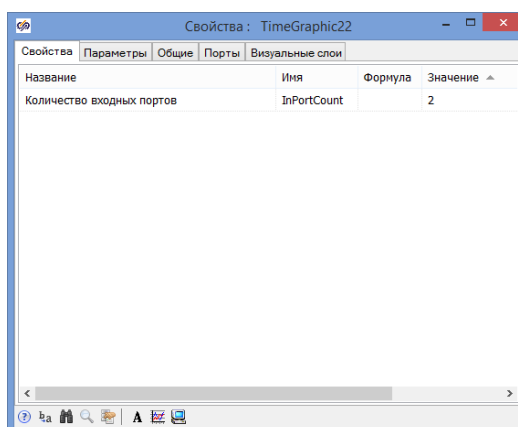 Свойства : TimeGraphic22
Свойства Параметры Общие Порты Визуальные слои
Название Имя Формула Значение
Количество входных портов InPortCount 2